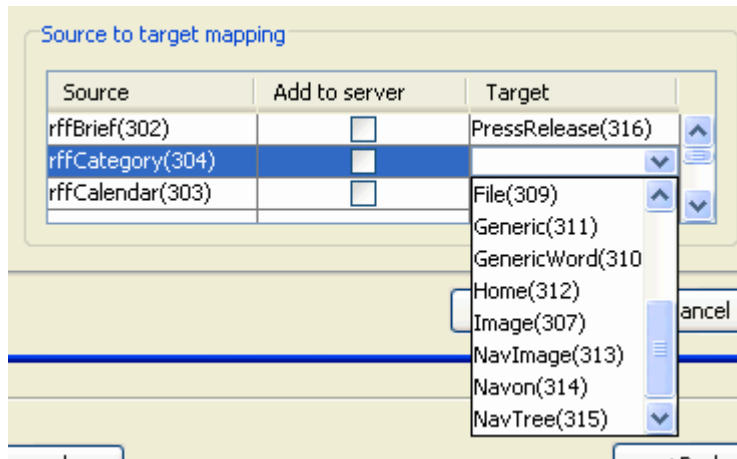 Source to target mapping
Source Add to server Target
rffBrief(302) PressRelease(316)
rffCategory(304)
rffCalendar(303)
File(309)
Generic(311)
GenericWord(310
Home(312)
Image(307)
ancel
NavImage(313)
Navon(314)
NavTree(315)